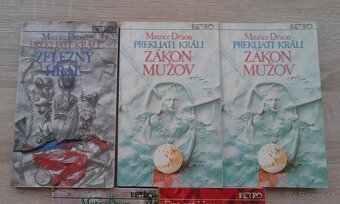 RETRO
Maurice Druon
PREKLIATI KRÁLI
ŽELEZNÝ
KRÁĽ
RETRO
Maurice Druon
PREKLIATI KRÁLI
ZÁKON
MUŽOV
RETRO
Maurice Druon
PREKLIATI KRÁLI
ZÁKON
MUŽOV
RETRO
RETRO
Bazos.sk